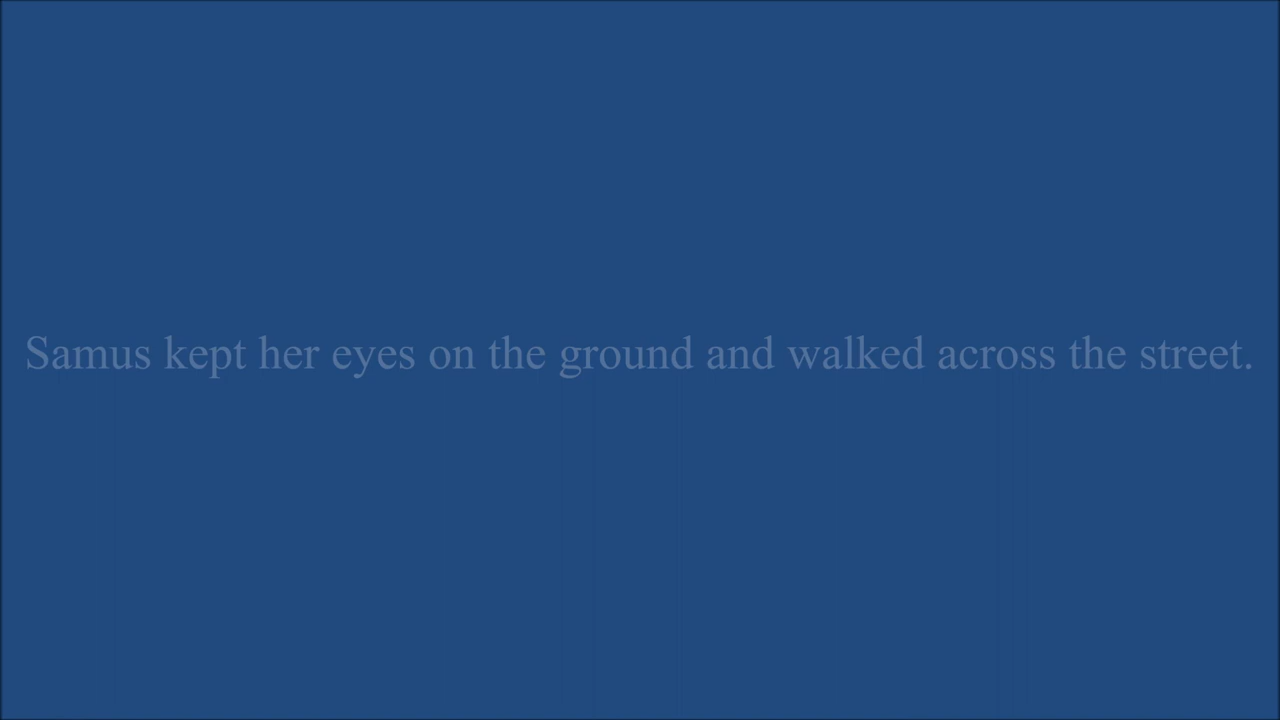 Samus kept her eyes on the ground and walked across the street.